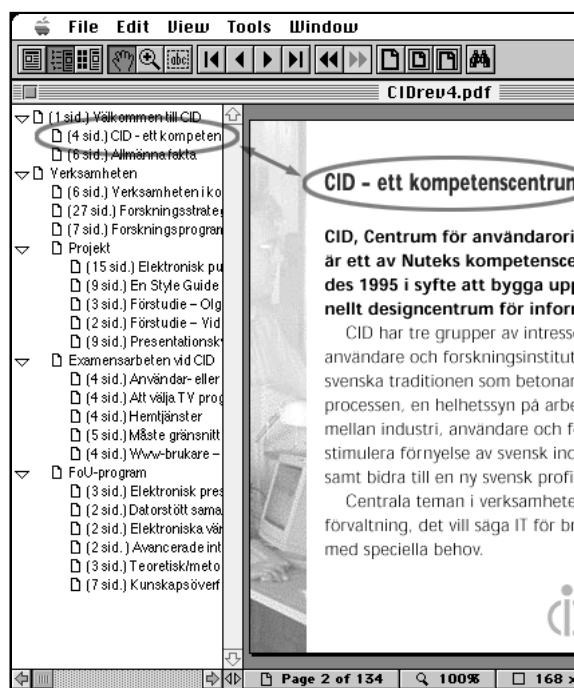 File Edit View Tools Window
abc
CIDrev4.pdf
(1 sid.) Välkommen till CID
(4 sid.) CID - ett kompeten
(6 sid.) Allmänna fakta
Verksamheten
(6 sid.) Verksamheten i ko
(27 sid.) Forskningsstrate
(7 sid.) Forskningsprogran
Projekt
(15 sid.) Elektronisk pu
(9 sid.) En Style Guide
(3 sid.) Förstudie – Olg
(2 sid.) Förstudie – Vid
(9 sid.) Presentationsk
Examensarbeten vid CID
(4 sid.) Användar- eller
(4 sid.) Att välja TV prog
(4 sid.) Hemtjänster
(5 sid.) Måste gränsnitt
(4 sid.) Www-brukare –
FoU-program
(3 sid.) Elektronisk pres
(2 sid.) Datorstött sama
(2 sid.) Elektroniska vär
(2 sid. ) Avancerade int
(3 sid.) Teoretisk/meto
(7 sid.) Kunskapsöverf
CID – ett kompetenscentrum
CID, Centrum för användarori
är ett av Nuteks kompetensce
des 1995 i syfte att bygga upp
nellt designcentrum för inform
CID har tre grupper av intresse
användare och forskningsinstitut
svenska traditionen som betonar
processen, en helhetssyn på arbe
mellan industri, användare och fo
stimulera förnyelse av svensk ind
samt bidra till en ny svensk profi
Centrala teman i verksamhete
förvaltning, det vill säga IT för br
med speciella behov.
Page 2 of 134 100% 168 x